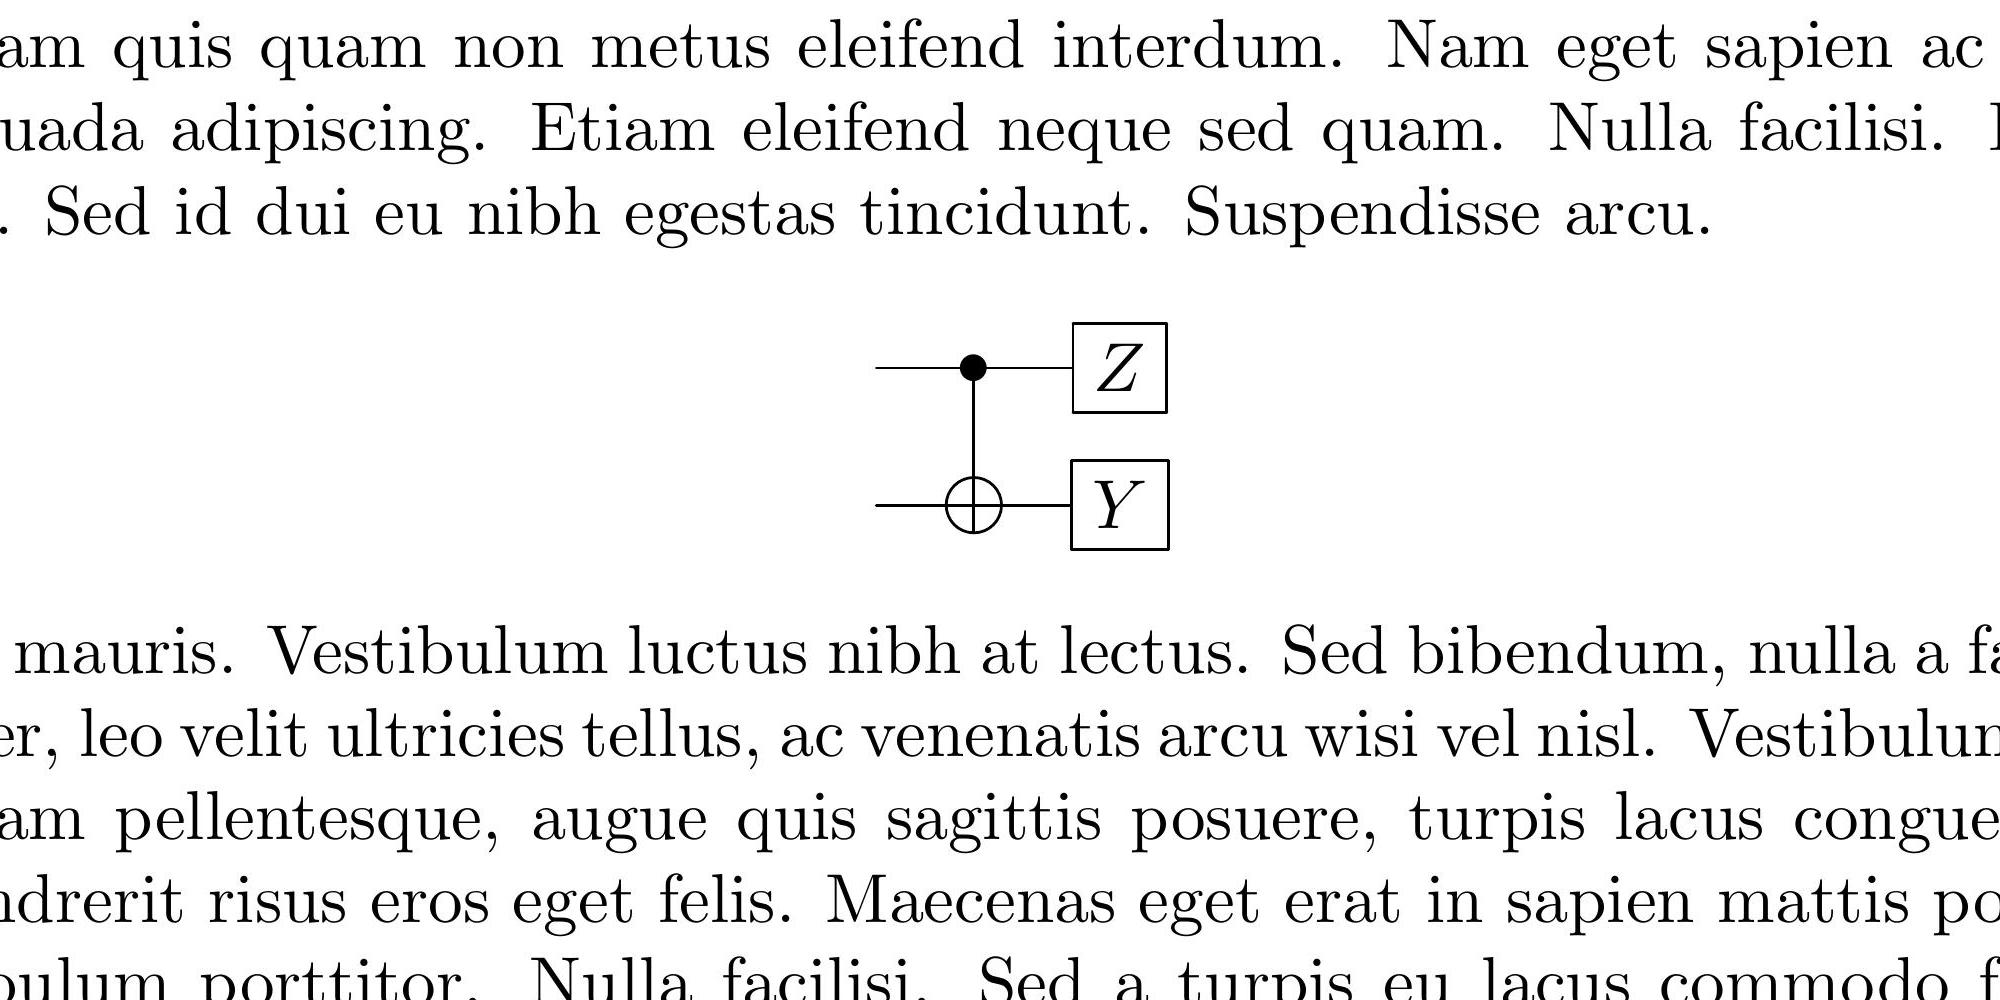 am quis quam non metus eleifend interdum. Nam eget sapien ac
uada adipiscing. Etiam eleifend neque sed quam. Nulla facilisi.
. Sed id dui eu nibh egestas tincidunt. Suspendisse arcu.
Z
Y
mauris. Vestibulum luctus nibh at lectus. Sed bibendum, nulla a fa
er, leo velit ultricies tellus, ac venenatis arcu wisi vel nisl. Vestibulum
am pellentesque, augue quis sagittis posuere, turpis lacus congue
ndrerit risus eros eget felis. Maecenas eget erat in sapien mattis po
bulum porttitor. Nulla facilisi. Sed a turpis eu lacus commodo f